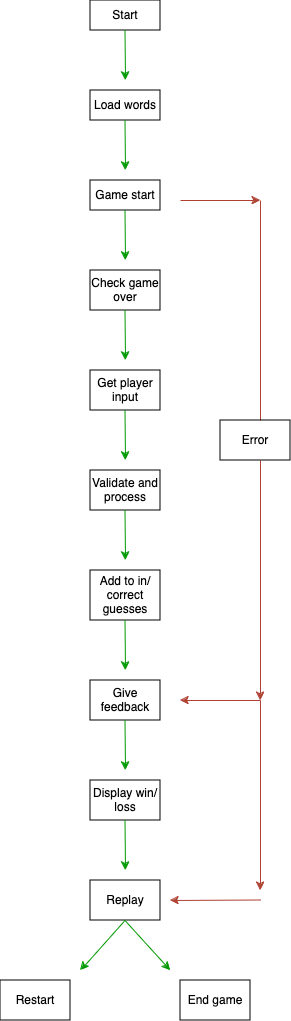 Start
Load words
Game start
Check game
over
Get player
input
Error
Validate and
process
Add to in/
correct
guesses
Give
feedback
Display win/
loss
Replay
Restart
End game